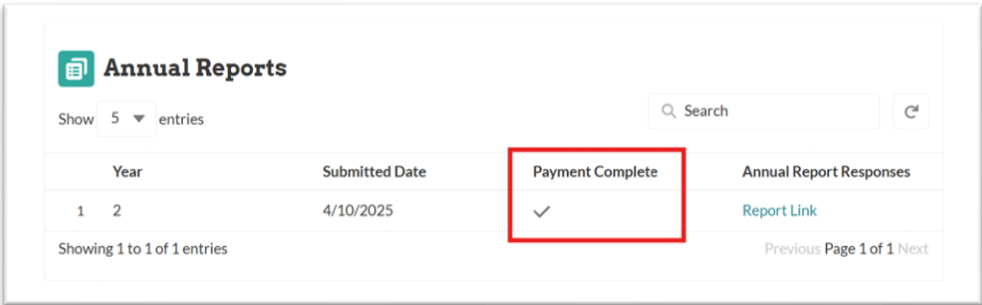 Annual Reports
Show 5 entries
Search
Year Submitted Date Payment Complete Annual Report Responses
1 2 4/10/2025 ✓ Report Link
Showing 1 to 1 of 1 entries Previous Page 1 of 1 Next